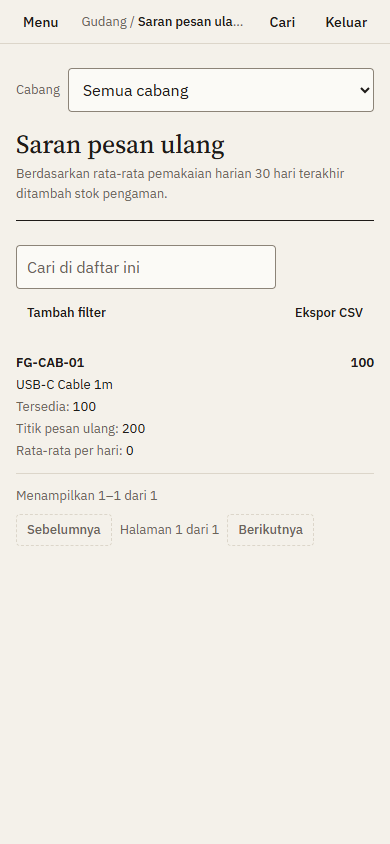 Menu
Gudang / Saran pesan ula...
Cari
Keluar
Cabang
Semua cabang
Saran pesan ulang
Berdasarkan rata-rata pemakaian harian 30 hari terakhir
ditambah stok pengaman.
Cari di daftar ini
Tambah filter
Ekspor CSV
FG-CAB-01
100
USB-C Cable 1m
Tersedia: 100
Titik pesan ulang: 200
Rata-rata per hari: 0
Menampilkan 1–1 dari 1
Sebelumnya
Halaman 1 dari 1
Berikutnya